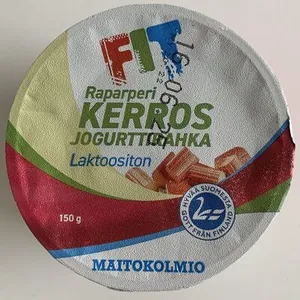 FIT
Raparperi
KERROS
JOGURTTIRAHKA
Laktoositon
150 g
HYVÄÄ SUOMESTA
GOTT FRÅN FINLAND
MAITOKOLMIO